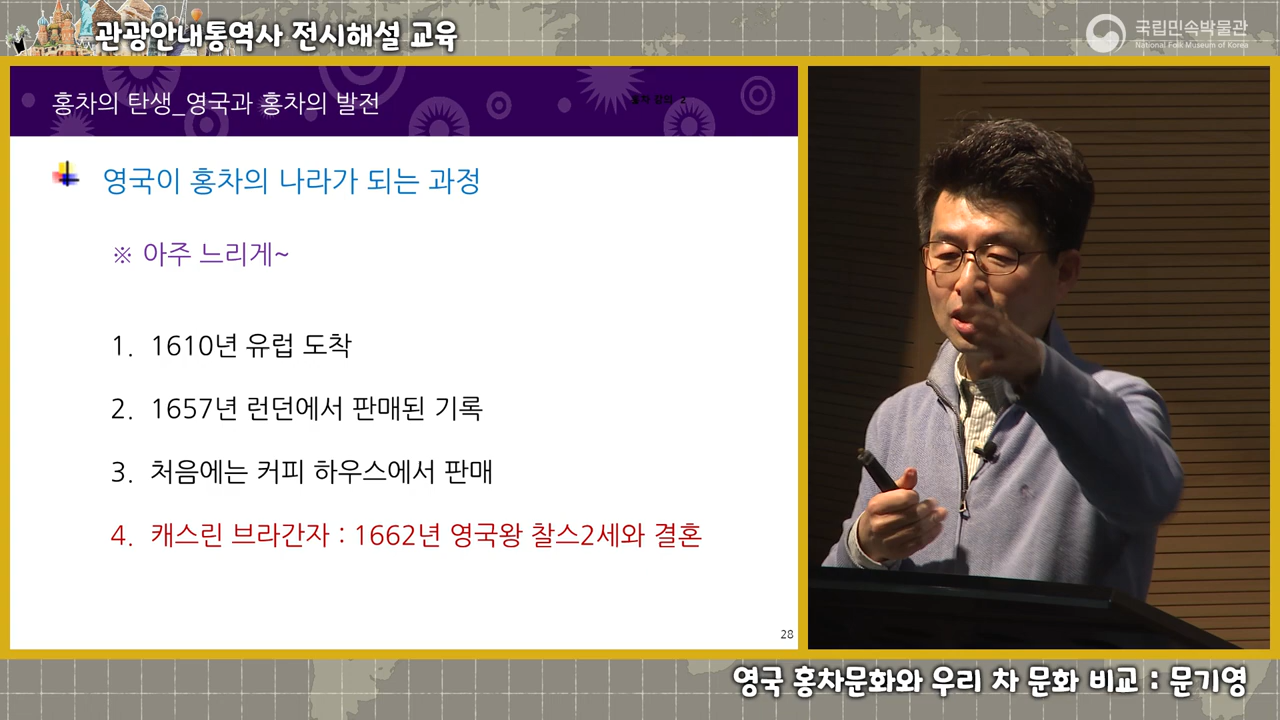 관광안내통역사 전시해설 교육
국립민속박물관
National Folk Museum of Korea
홍차의 탄생_영국과 홍차의 발전
홍차 강의 2
영국이 홍차의 나라가 되는 과정
※ 아주 느리게~
1. 1610년 유럽 도착
2. 1657년 런던에서 판매된 기록
3. 처음에는 커피 하우스에서 판매
4. 캐스린 브라간자 : 1662년 영국왕 찰스2세와 결혼
28
영국 홍차문화와 우리 차 문화 비교 : 문기영